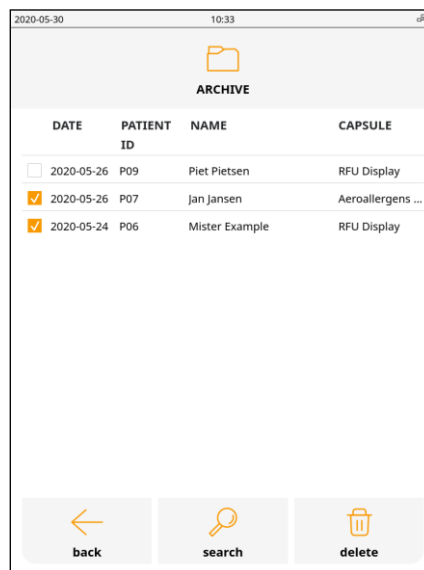 2020-05-30 10:33
ARCHIVE
DATE PATIENT ID NAME CAPSULE
2020-05-26 P09 Piet Pietsen RFU Display
2020-05-26 P07 Jan Jansen Aeroallergens ...
2020-05-24 P06 Mister Example RFU Display
back search delete